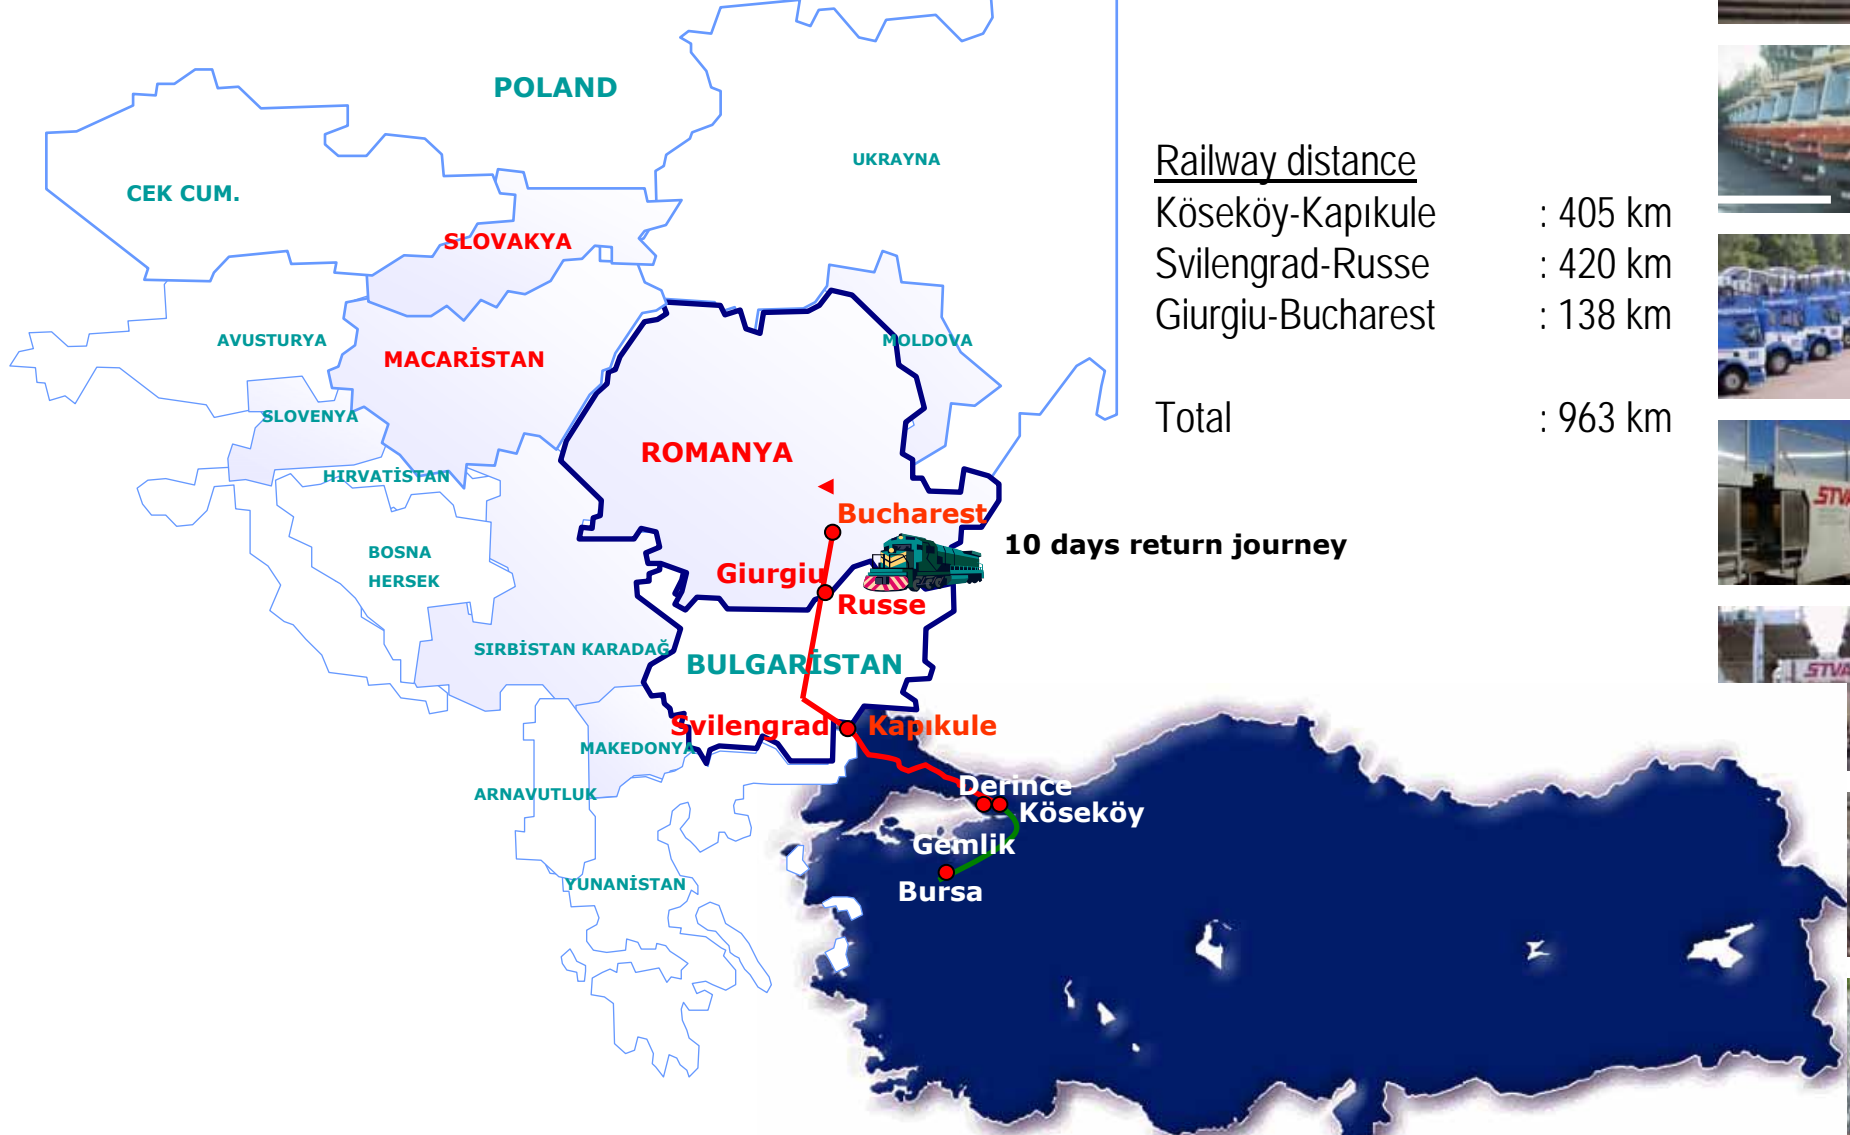 POLAND
UKRAYNA
CEK CUM.
SLOVAKYA
AVUSTURYA
MACARİSTAN
MOLDOVA
SLOVENYA
HIRVATİSTAN
ROMANYA
Bucharest
10 days return journey
BOSNA
HERSEK
Giurgiu
Russe
SIRBİSTAN KARADAĞ
BULGARİSTAN
Svilengrad
Kapıkule
MAKEDONYA
ARNAVUTLUK
Derince
Köseköy
Gemlik
Bursa
YUNANİSTAN
Railway distance
Köseköy-Kapıkule : 405 km
Svilengrad-Russe : 420 km
Giurgiu-Bucharest : 138 km
Total : 963 km